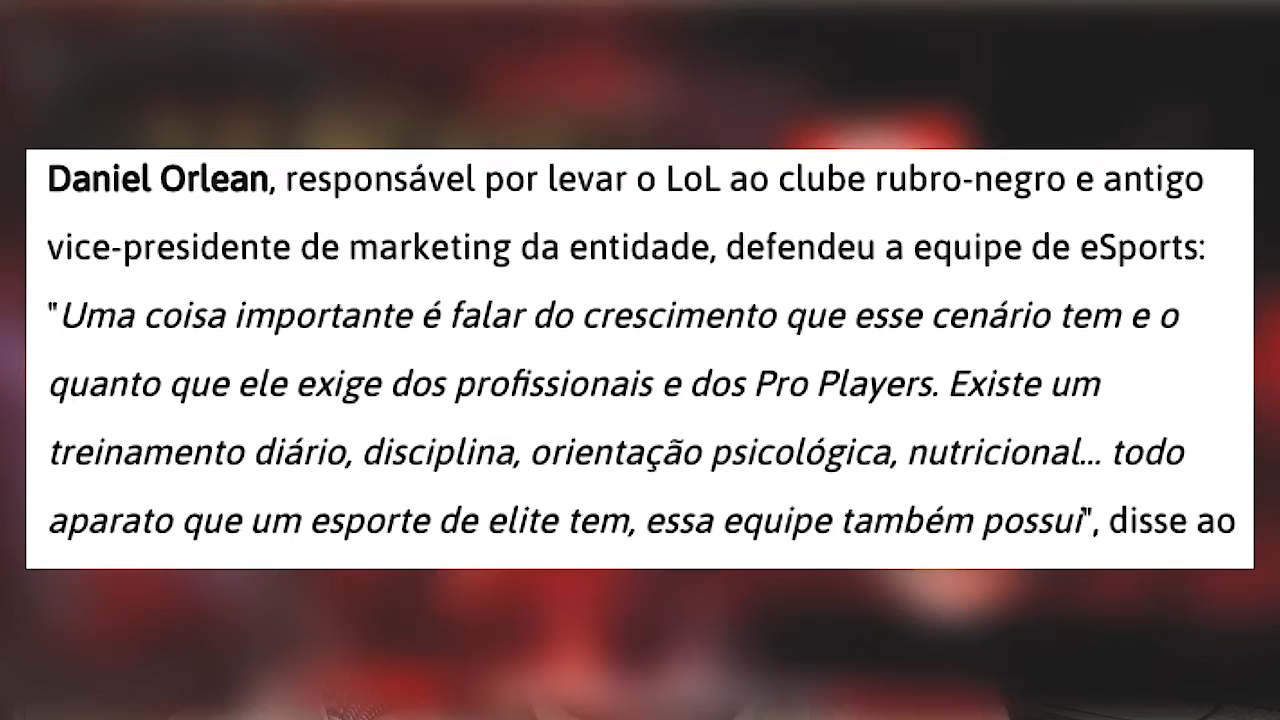 Daniel Orlean, responsável por levar o LoL ao clube rubro-negro e antigo
vice-presidente de marketing da entidade, defendeu a equipe de eSports:
"Uma coisa importante é falar do crescimento que esse cenário tem e o
quanto que ele exige dos profissionais e dos Pro Players. Existe um
treinamento diário, disciplina, orientação psicológica, nutricional... todo
aparato que um esporte de elite tem, essa equipe também possui", disse ao